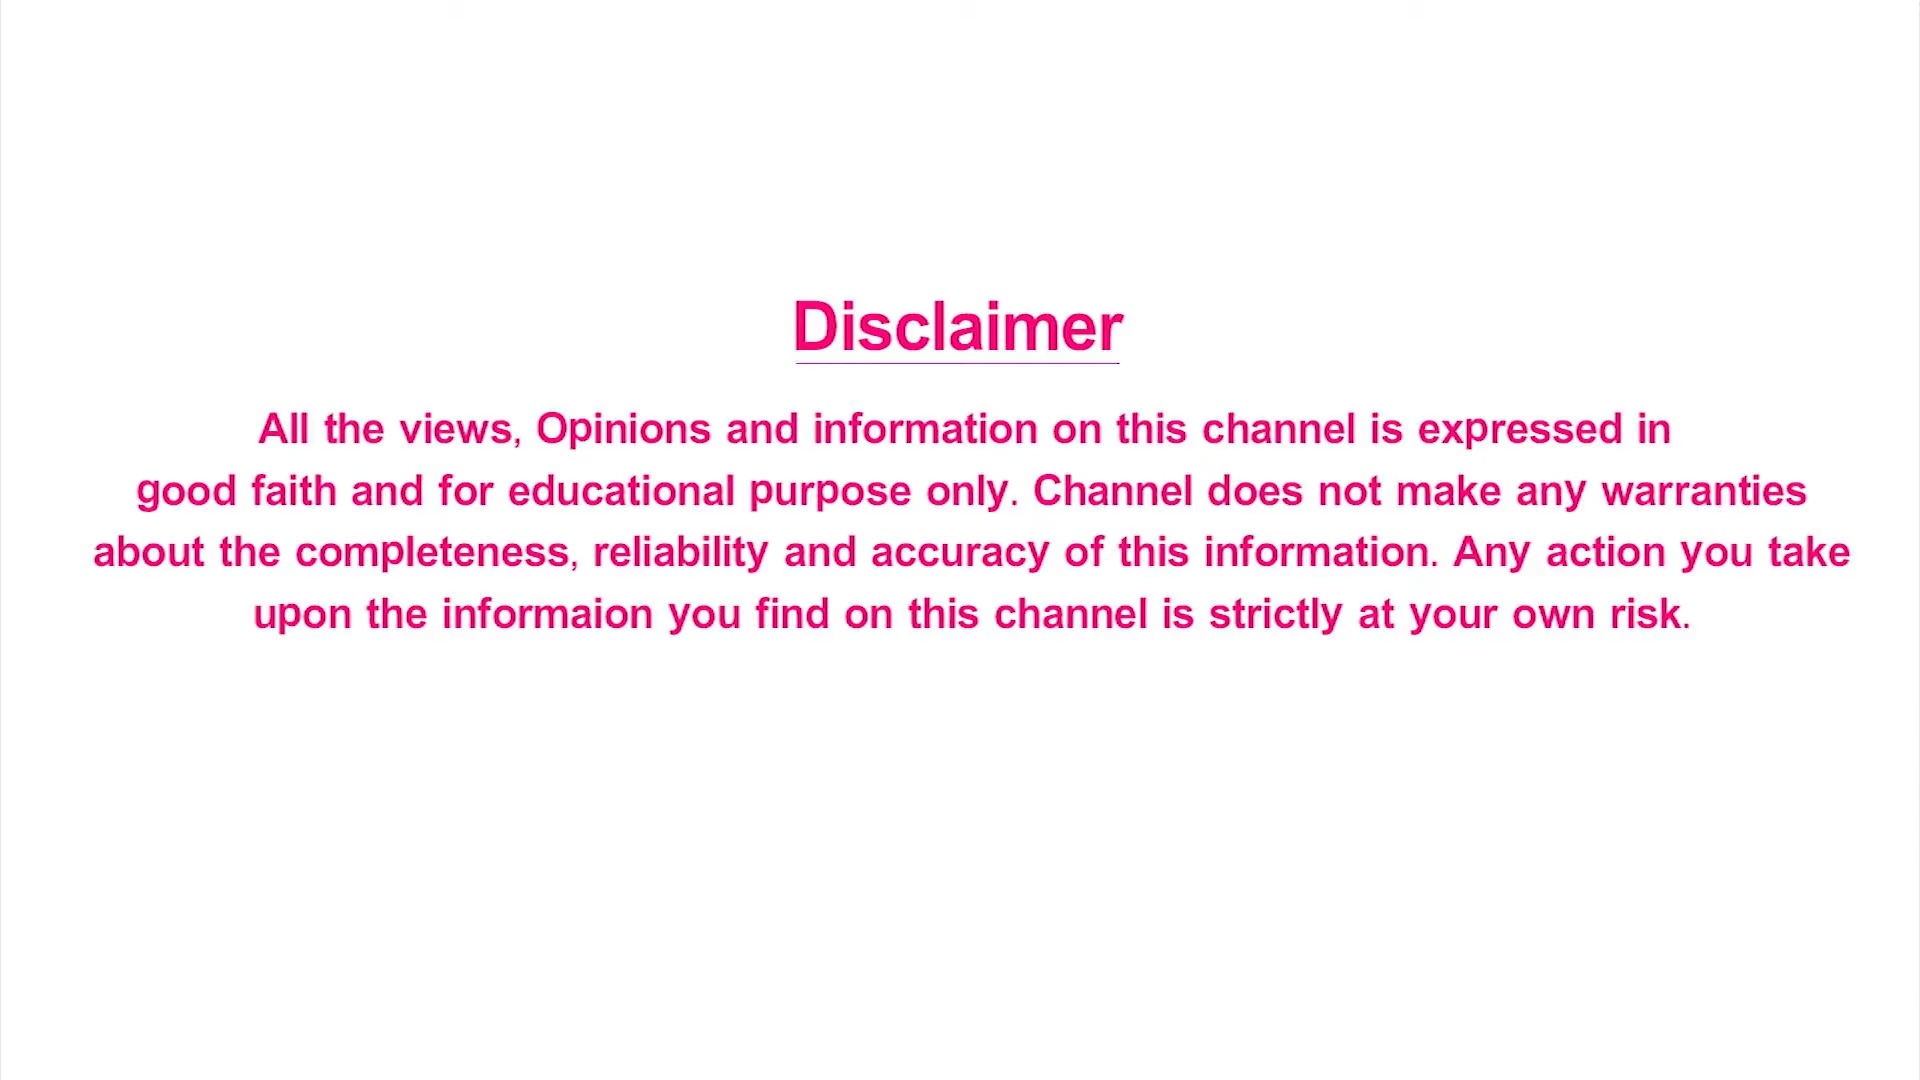 Disclaimer
All the views, Opinions and information on this channel is expressed in
good faith and for educational purpose only. Channel does not make any warranties
about the completeness, reliability and accuracy of this information. Any action you take
upon the informaion you find on this channel is strictly at your own risk.